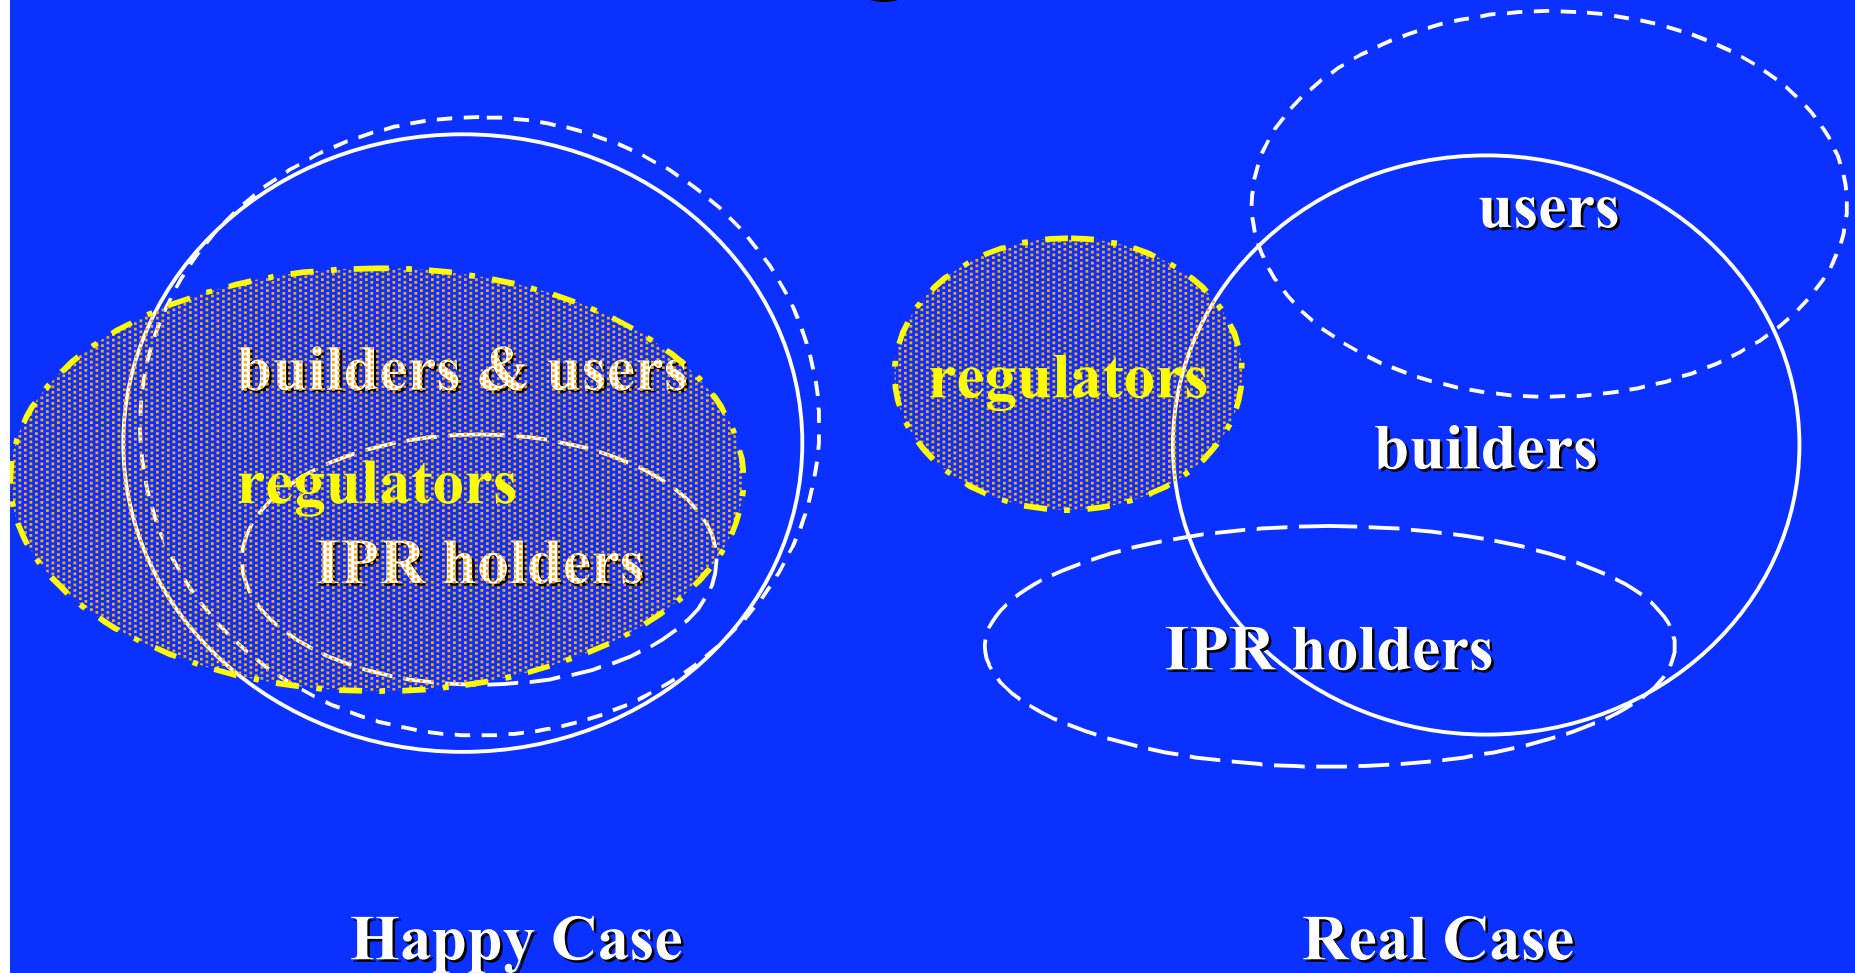 builders & users
regulators
IPR holders
Happy Case
users
regulators
builders
IPR holders
Real Case